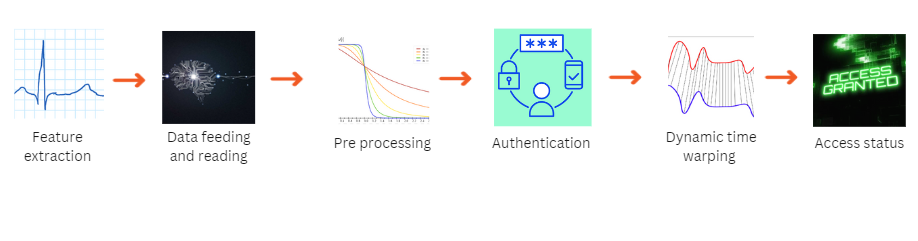 ***
ACCESS
GRANTED
Feature
extraction
Data feeding
and reading
Pre processing
Authentication
Dynamic time
warping
Access status